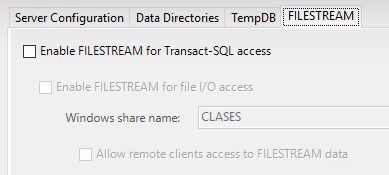 Server Configuration Data Directories TempDB FILESTREAM
Enable FILESTREAM for Transact-SQL access
Enable FILESTREAM for file I/O access
Windows share name: CLASES
Allow remote clients access to FILESTREAM data